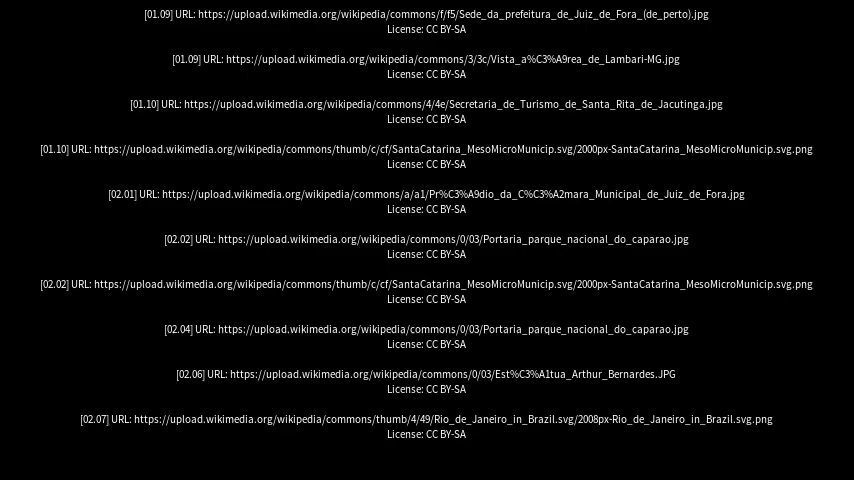 [01.09] URL: https://upload.wikimedia.org/wikipedia/commons/f/f5/Sede_da_prefeitura_de_Juiz_de_Fora_(de_perto).jpg
License: CC BY-SA
[01.09] URL: https://upload.wikimedia.org/wikipedia/commons/3/3c/Vista_a%C3%A9rea_de_Lambari-MG.jpg
License: CC BY-SA
[01.10] URL: https://upload.wikimedia.org/wikipedia/commons/4/4e/Secretaria_de_Turismo_de_Santa_Rita_de_Jacutinga.jpg
License: CC BY-SA
[01.10] URL: https://upload.wikimedia.org/wikipedia/commons/thumb/c/cf/SantaCatarina_MesoMicroMunicip.svg/2000px-SantaCatarina_MesoMicroMunicip.svg.png
License: CC BY-SA
[02.01] URL: https://upload.wikimedia.org/wikipedia/commons/a/a1/Pr%C3%A9dio_da_C%C3%A2mara_Municipal_de_Juiz_de_Fora.jpg
License: CC BY-SA
[02.02] URL: https://upload.wikimedia.org/wikipedia/commons/0/03/Portaria_parque_nacional_do_caparao.jpg
License: CC BY-SA
[02.02] URL: https://upload.wikimedia.org/wikipedia/commons/thumb/c/cf/SantaCatarina_MesoMicroMunicip.svg/2000px-SantaCatarina_MesoMicroMunicip.svg.png
License: CC BY-SA
[02.04] URL: https://upload.wikimedia.org/wikipedia/commons/0/03/Portaria_parque_nacional_do_caparao.jpg
License: CC BY-SA
[02.06] URL: https://upload.wikimedia.org/wikipedia/commons/0/03/Est%C3%A1tua_Arthur_Bernardes.JPG
License: CC BY-SA
[02.07] URL: https://upload.wikimedia.org/wikipedia/commons/thumb/4/49/Rio_de_Janeiro_in_Brazil.svg/2008px-Rio_de_Janeiro_in_Brazil.svg.png
License: CC BY-SA